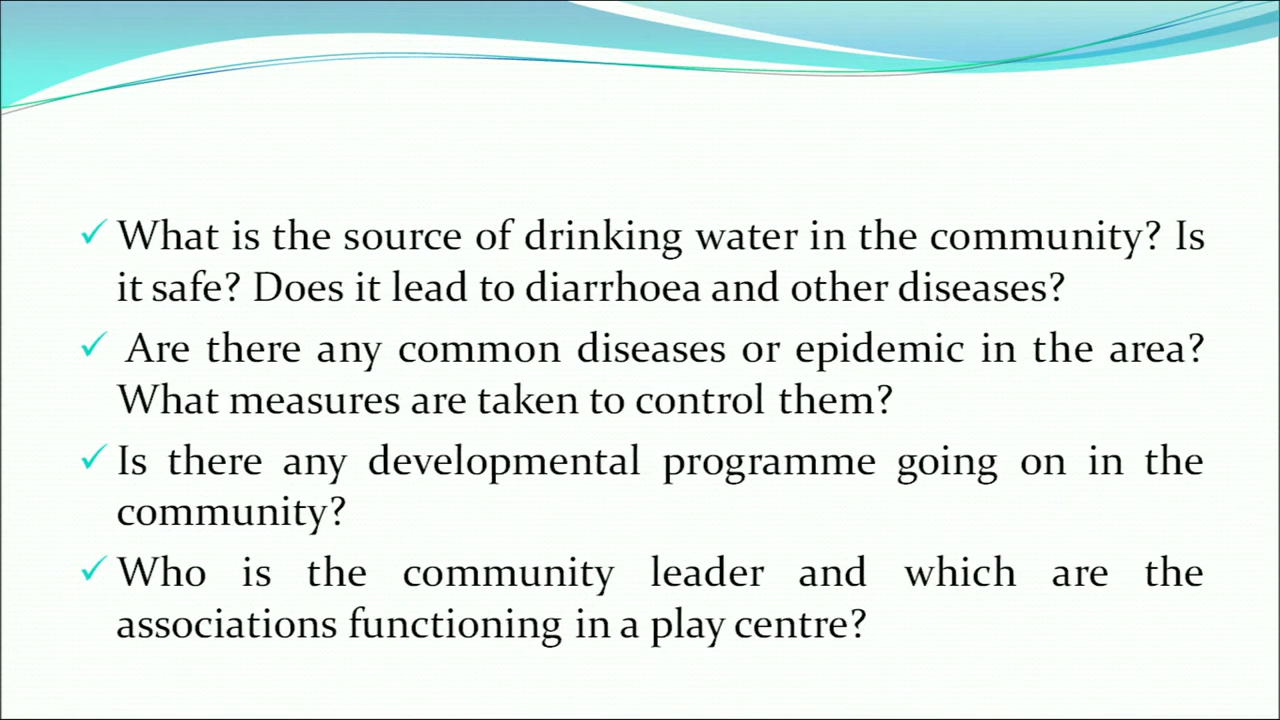 ✓ What is the source of drinking water in the community? Is
it safe? Does it lead to diarrhoea and other diseases?
✓ Are there any common diseases or epidemic in the area?
What measures are taken to control them?
✓ Is there any developmental programme going on in the
community?
✓ Who is the community leader and which are the
associations functioning in a play centre?